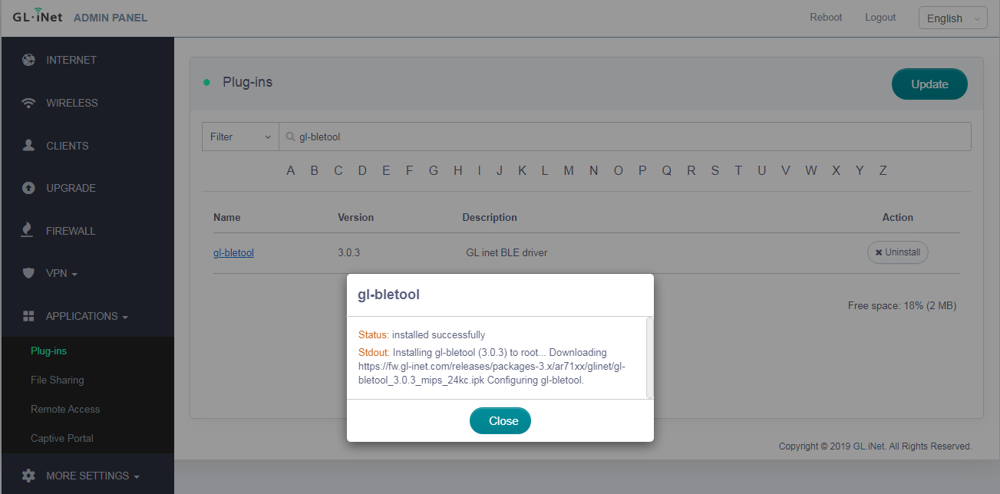 GL·iNet ADMIN PANEL
Reboot
Logout
English
INTERNET
WIRELESS
CLIENTS
UPGRADE
FIREWALL
VPN
APPLICATIONS
Plug-ins
File Sharing
Remote Access
Captive Portal
MORE SETTINGS
Plug-ins
Update
Filter
gl-bletool
A B C D E F G H I J K L M N O P Q R S T U V W X Y Z
Name Version Description Action
gl-bletool 3.0.3 GL inet BLE driver Uninstall
Free space: 18% (2 MB)
gl-bletool
Status: installed successfully
Stdout: Installing gl-bletool (3.0.3) to root... Downloading
https://fw.gl-inet.com/releases/packages-3.x/ar71xx/glinet/gl-
bletool_3.0.3_mips_24kc.ipk Configuring gl-bletool.
Close
Copyright © 2019 GL.iNet. All Rights Reserved.